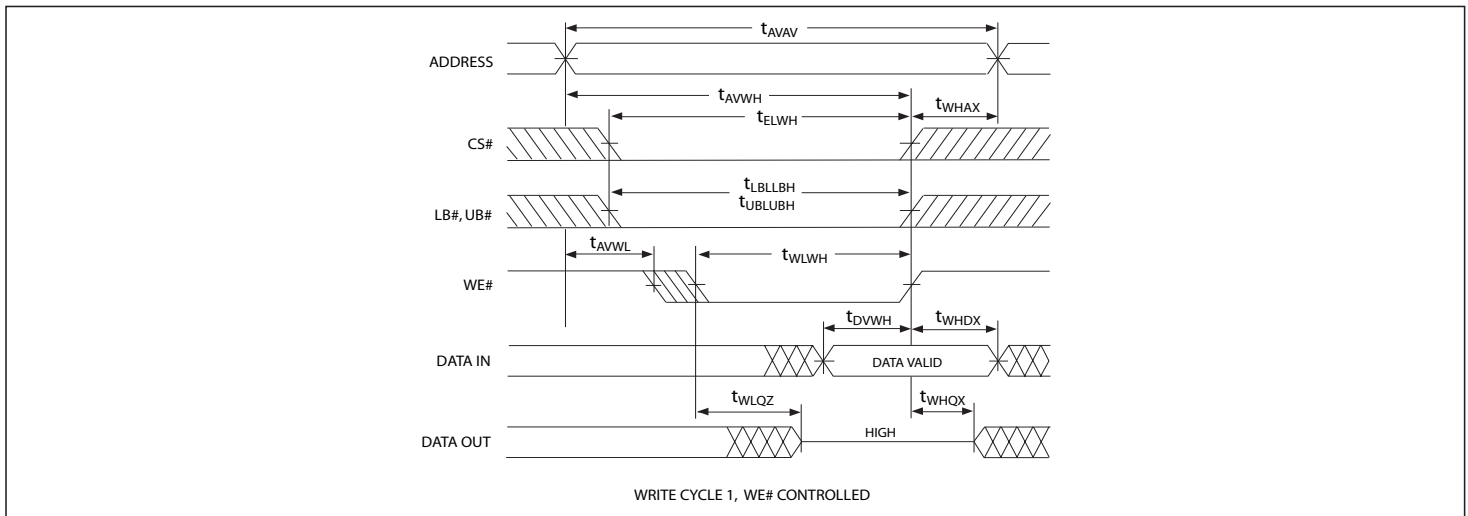 tAVAV
ADDRESS
tAVWH
tWHAX
tELWH
CS#
tLBLLBH
tUBLUBH
LB#, UB#
tAVWL
tWLWH
WE#
tDVWH
tWHDX
DATA IN
DATA VALID
tWLQZ
tWHQX
DATA OUT
HIGH
WRITE CYCLE 1, WE# CONTROLLED